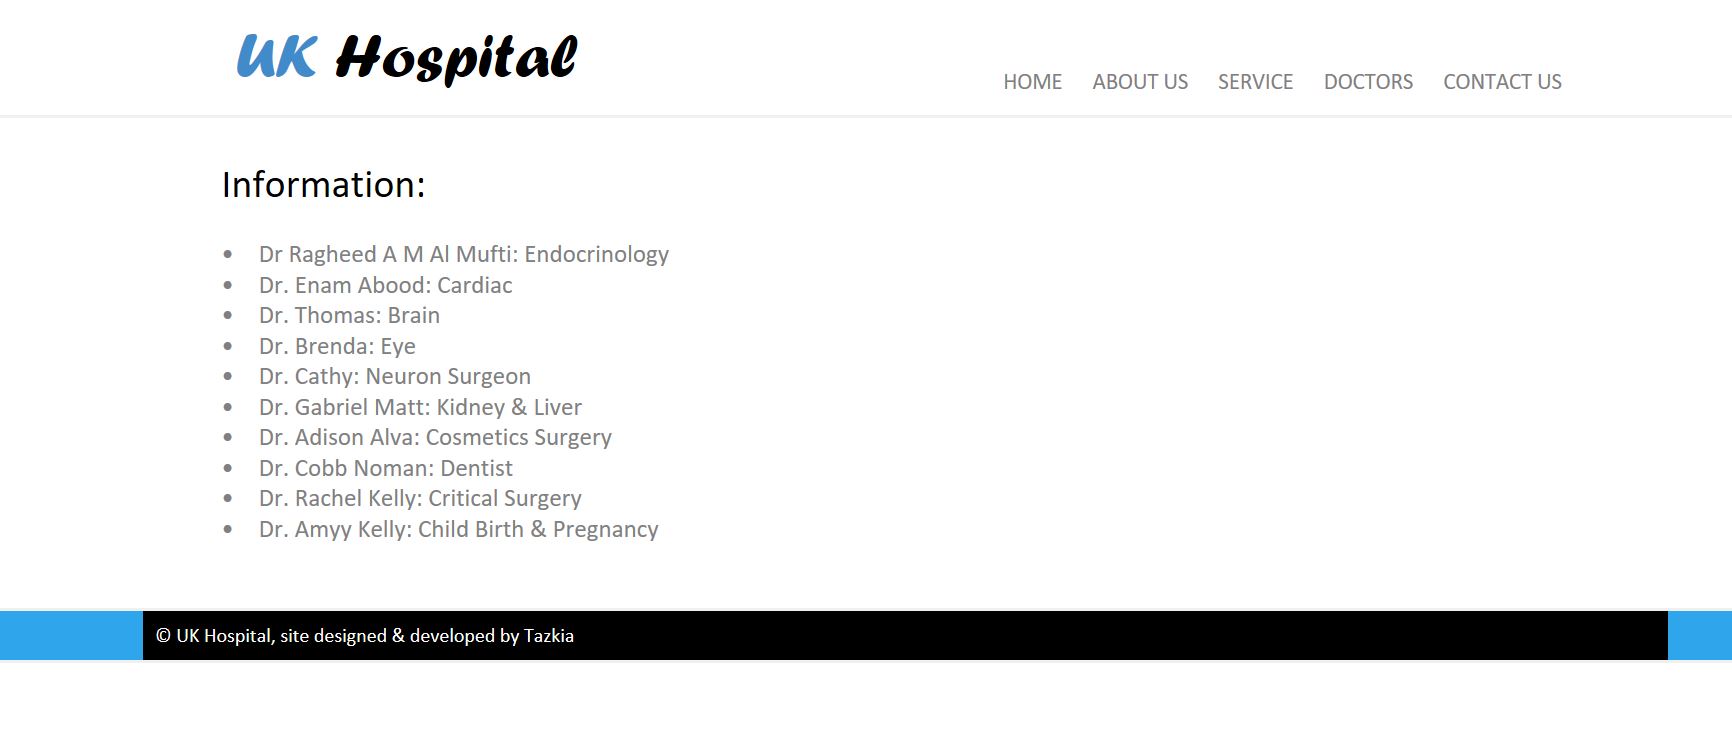 UK Hospital
HOME ABOUT US SERVICE DOCTORS CONTACT US
Information:
• Dr Ragheed A M Al Mufti: Endocrinology
• Dr. Enam Abood: Cardiac
• Dr. Thomas: Brain
• Dr. Brenda: Eye
• Dr. Cathy: Neuron Surgeon
• Dr. Gabriel Matt: Kidney & Liver
• Dr. Adison Alva: Cosmetics Surgery
• Dr. Cobb Noman: Dentist
• Dr. Rachel Kelly: Critical Surgery
• Dr. Amyy Kelly: Child Birth & Pregnancy
© UK Hospital, site designed & developed by Tazkia